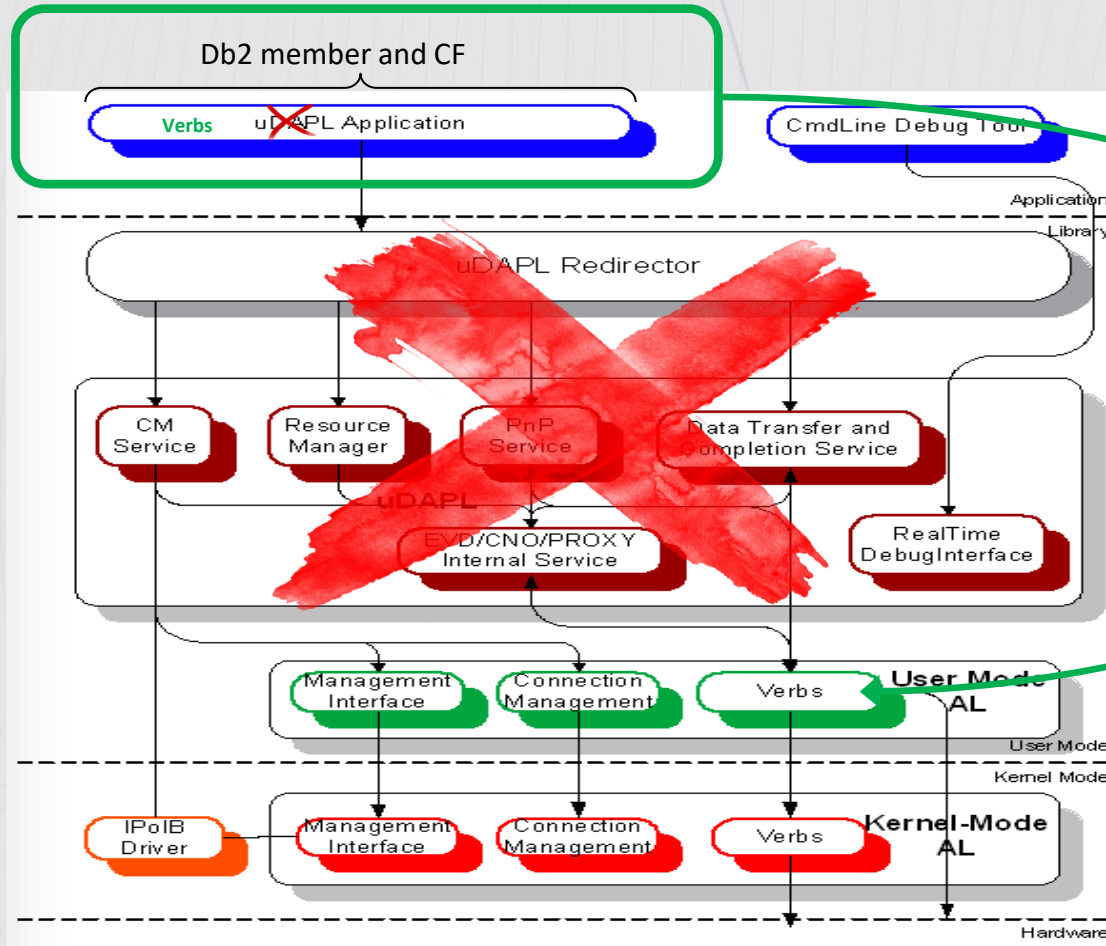 Db2 member and CF
Verbs uDAPL Application
CmdLine Debug Tool
Application
Library
uDAPL Redirector
CM
Service
Resource
Manager
PnP
Service
Data Transfer and
Completion Service
uDAPL
EVD/CNO/PROXY
Internal Service
RealTime
DebugInterface
Management
Interface
Connection
Management
Verbs
User Mode
AL
User Mode
Kernel Mode
IPoIB
Driver
Management
Interface
Connection
Management
Verbs
Kernel-Mode
AL
Hardware